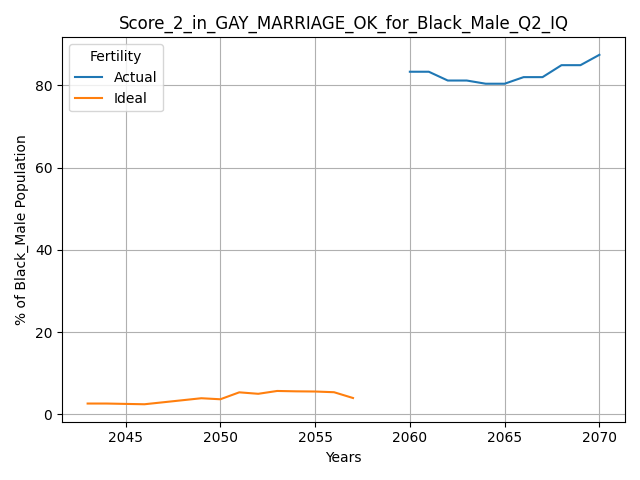 Score_2_in_GAY_MARRIAGE_OK_for_Black_Male_Q2_IQ
Fertility
Actual
Ideal
% of Black_Male Population
80
60
40
20
0
2045 2050 2055 2060 2065 2070
Years